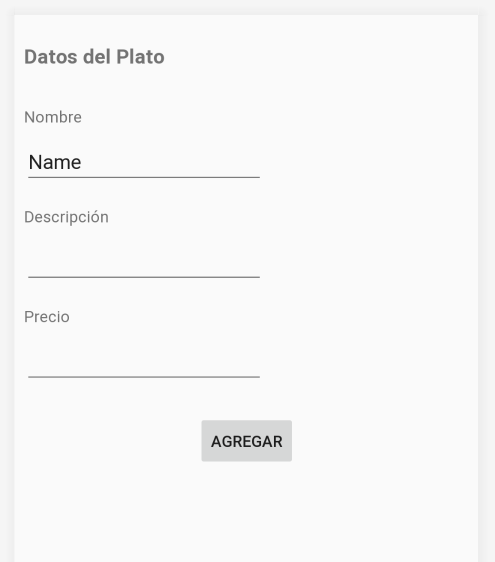 Datos del Plato
Nombre
Name
Descripción
Precio
AGREGAR